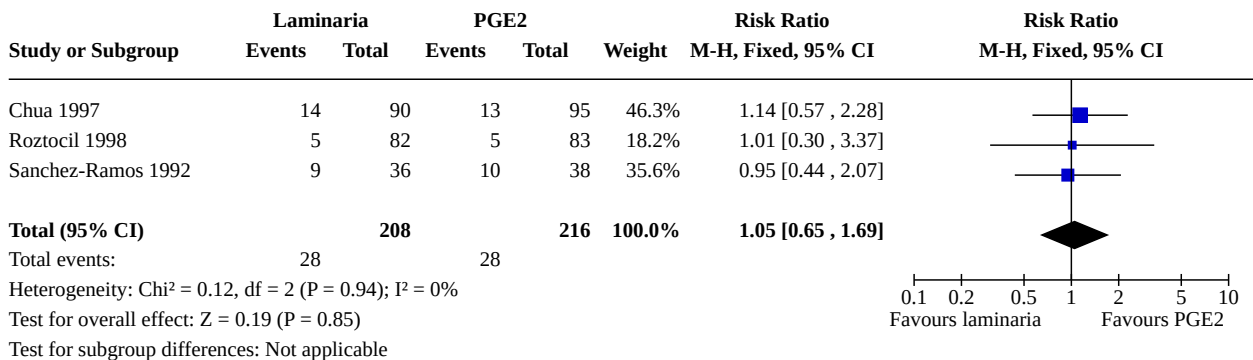 Laminaria PGE2 Risk Ratio Risk Ratio
Study or Subgroup Events Total Events Total Weight M-H, Fixed, 95% CI M-H, Fixed, 95% CI
Chua 1997 14 90 13 95 46.3% 1.14 [0.57 , 2.28]
Roztocil 1998 5 82 5 83 18.2% 1.01 [0.30 , 3.37]
Sanchez-Ramos 1992 9 36 10 38 35.6% 0.95 [0.44 , 2.07]
Total (95% CI) 208 216 100.0% 1.05 [0.65 , 1.69]
Total events: 28 28
Heterogeneity: Chi² = 0.12, df = 2 (P = 0.94); I² = 0%
Test for overall effect: Z = 0.19 (P = 0.85)
Test for subgroup differences: Not applicable
0.1 0.2 0.5 1 2 5 10
Favours laminaria Favours PGE2